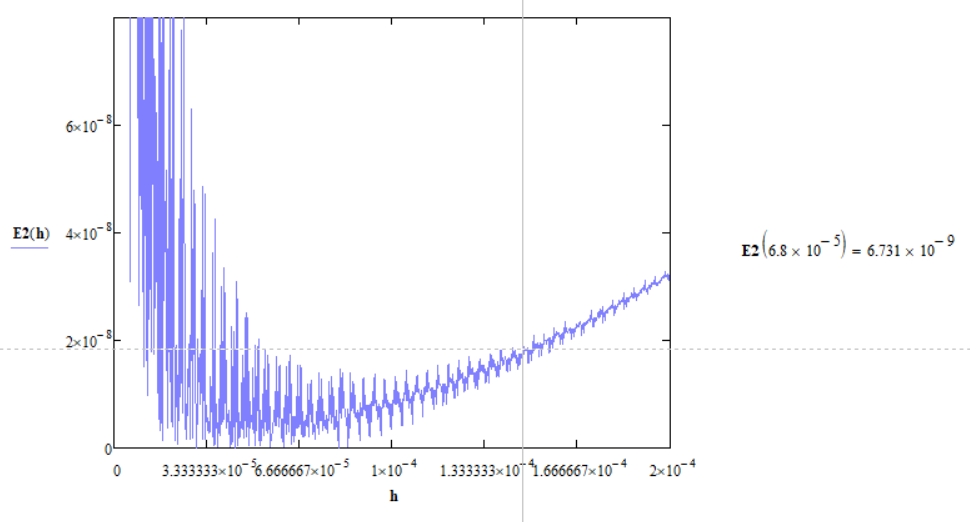 6×10⁻⁸
E2(h)
4×10⁻⁸
2×10⁻⁸
0
0 3.333333×10⁻⁵ 6.666667×10⁻⁵ 1×10⁻⁴ 1.333333×10⁻⁴ 1.666667×10⁻⁴ 2×10⁻⁴
h
E2(6.8 × 10⁻⁵) = 6.731 × 10⁻⁹